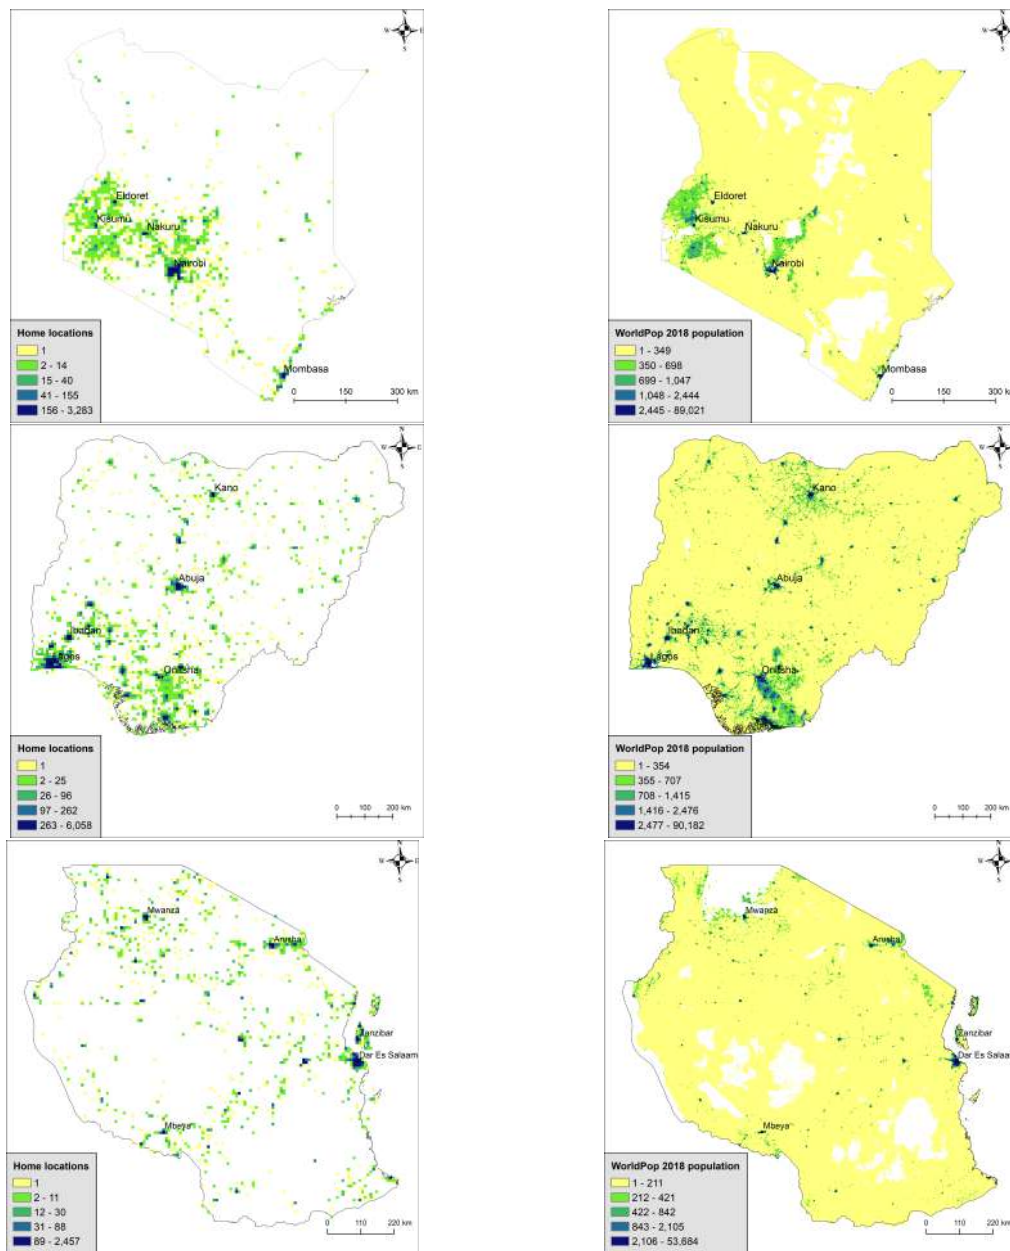 N
W E
S
Eldoret
Kisumu
Nakuru
Nairobi
Mombasa
Home locations
1
2 - 14
15 - 40
41 - 155
156 - 3,283
0 150 300 km
N
W E
S
Eldoret
Kisumu
Nakuru
Nairobi
Mombasa
WorldPop 2018 population
1 - 349
350 - 698
699 - 1,047
1,048 - 2,444
2,445 - 89,021
0 150 300 km
N
W E
S
Kano
Abuja
Ibadan
Lagos
Onitsha
Home locations
1
2 - 25
26 - 96
97 - 262
263 - 6,058
0 100 200 km
N
W E
S
Kano
Abuja
Ibadan
Lagos
Onitsha
WorldPop 2018 population
1 - 354
355 - 707
708 - 1,415
1,416 - 2,476
2,477 - 90,182
0 100 200 km
N
W E
S
Mwanza
Arusha
Zanzibar
Dar Es Salaam
Mbeya
Home locations
1
2 - 11
12 - 30
31 - 88
89 - 2,457
0 110 220 km
N
W E
S
Mwanza
Arusha
Zanzibar
Dar Es Salaa
Mbeya
WorldPop 2018 population
1 - 211
212 - 421
422 - 842
843 - 2,105
2,106 - 53,684
0 110 220 km